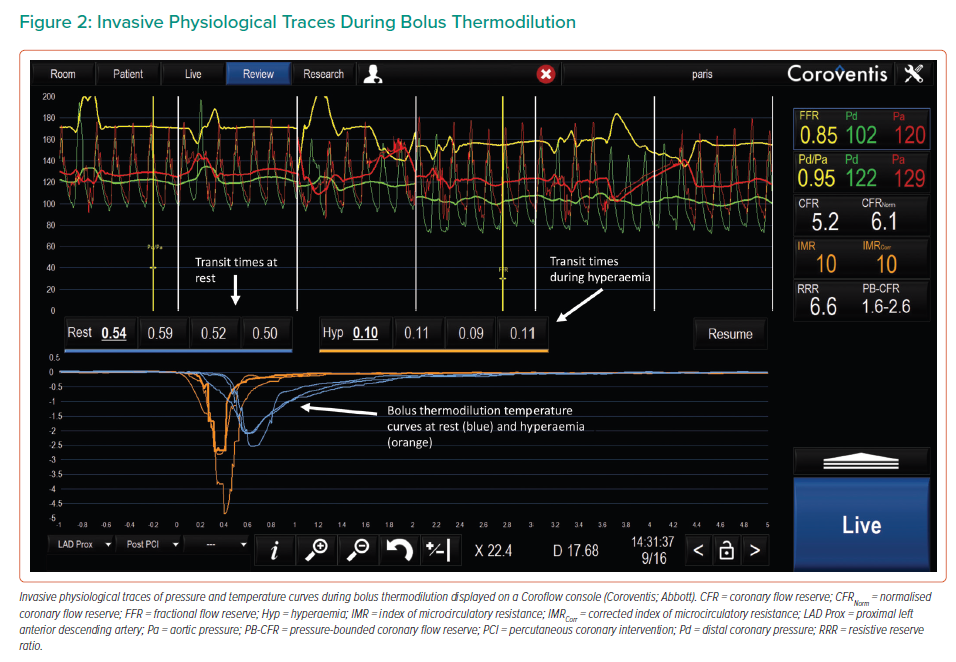 Figure 2: Invasive Physiological Traces During Bolus Thermodilution
Room Patient Live Review Research paris Coroventis
200
180
160
140
120
100
80
60
40
20
0
Pd/Pa
FFR
Transit times at
rest
Transit times
during hyperaemia
FFR Pd Pa
0.85 102 120
Pd/Pa Pd Pa
0.95 122 129
CFR CFRNorm
5.2 6.1
IMR IMRCorr
10 10
RRR PB-CFR
6.6 1.6-2.6
Rest 0.54 0.59 0.52 0.50
Hyp 0.10 0.11 0.09 0.11
Resume
0.5
0
-0.5
-1
-1.5
-2
-2.5
-3
-3.5
-4
-4.5
-5
Bolus thermodilution temperature
curves at rest (blue) and hyperaemia
(orange)
-1 -0.8 -0.6 -0.4 -0.2 0 0.2 0.4 0.6 0.8 1 1.2 1.4 1.6 1.8 2 2.2 2.4 2.6 2.8 3 3.2 3.4 3.6 3.8 4 4.2 4.4 4.6 4.8 5
LAD Prox Post PCI --- i +/- X 22.4 D 17.68 14:31:37 < >
9/16
Live
Invasive physiological traces of pressure and temperature curves during bolus thermodilution displayed on a Coroflow console (Coroventis; Abbott). CFR = coronary flow reserve; CFRNorm = normalised
coronary flow reserve; FFR = fractional flow reserve; Hyp = hyperaemia; IMR = index of microcirculatory resistance; IMRCorr = corrected index of microcirculatory resistance; LAD Prox = proximal left
anterior descending artery; Pa = aortic pressure; PB-CFR = pressure-bounded coronary flow reserve; PCI = percutaneous coronary intervention; Pd = distal coronary pressure; RRR = resistive reserve
ratio.